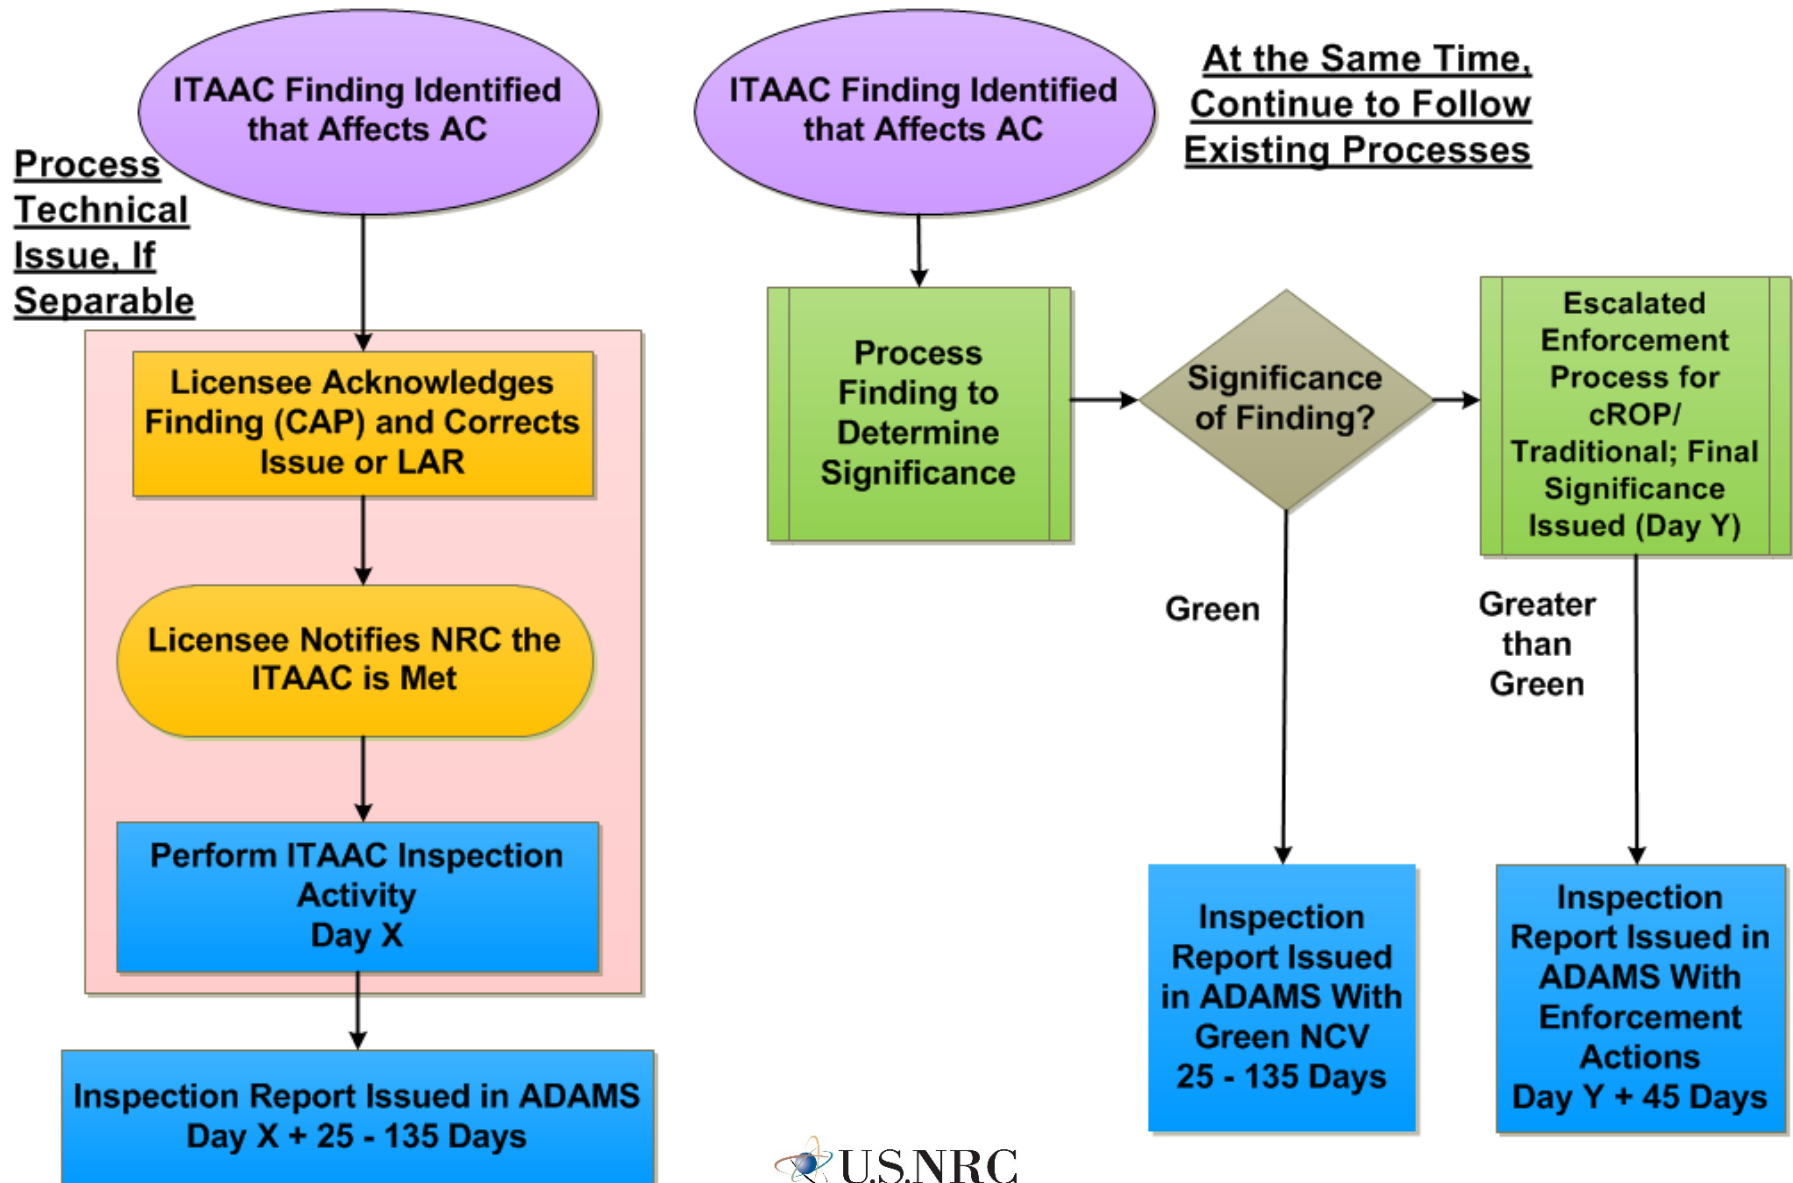 ITAAC Finding Identified
that Affects AC
Process
Technical
Issue, If
Separable
Licensee Acknowledges
Finding (CAP) and Corrects
Issue or LAR
Licensee Notifies NRC the
ITAAC is Met
Perform ITAAC Inspection
Activity
Day X
Inspection Report Issued in ADAMS
Day X + 25 - 135 Days
ITAAC Finding Identified
that Affects AC
At the Same Time,
Continue to Follow
Existing Processes
Process
Finding to
Determine
Significance
Significance
of Finding?
Escalated
Enforcement
Process for
cROP/
Traditional; Final
Significance
Issued (Day Y)
Green
Greater
than
Green
Inspection
Report Issued
in ADAMS With
Green NCV
25 - 135 Days
Inspection
Report Issued in
ADAMS With
Enforcement
Actions
Day Y + 45 Days
U.S.NRC